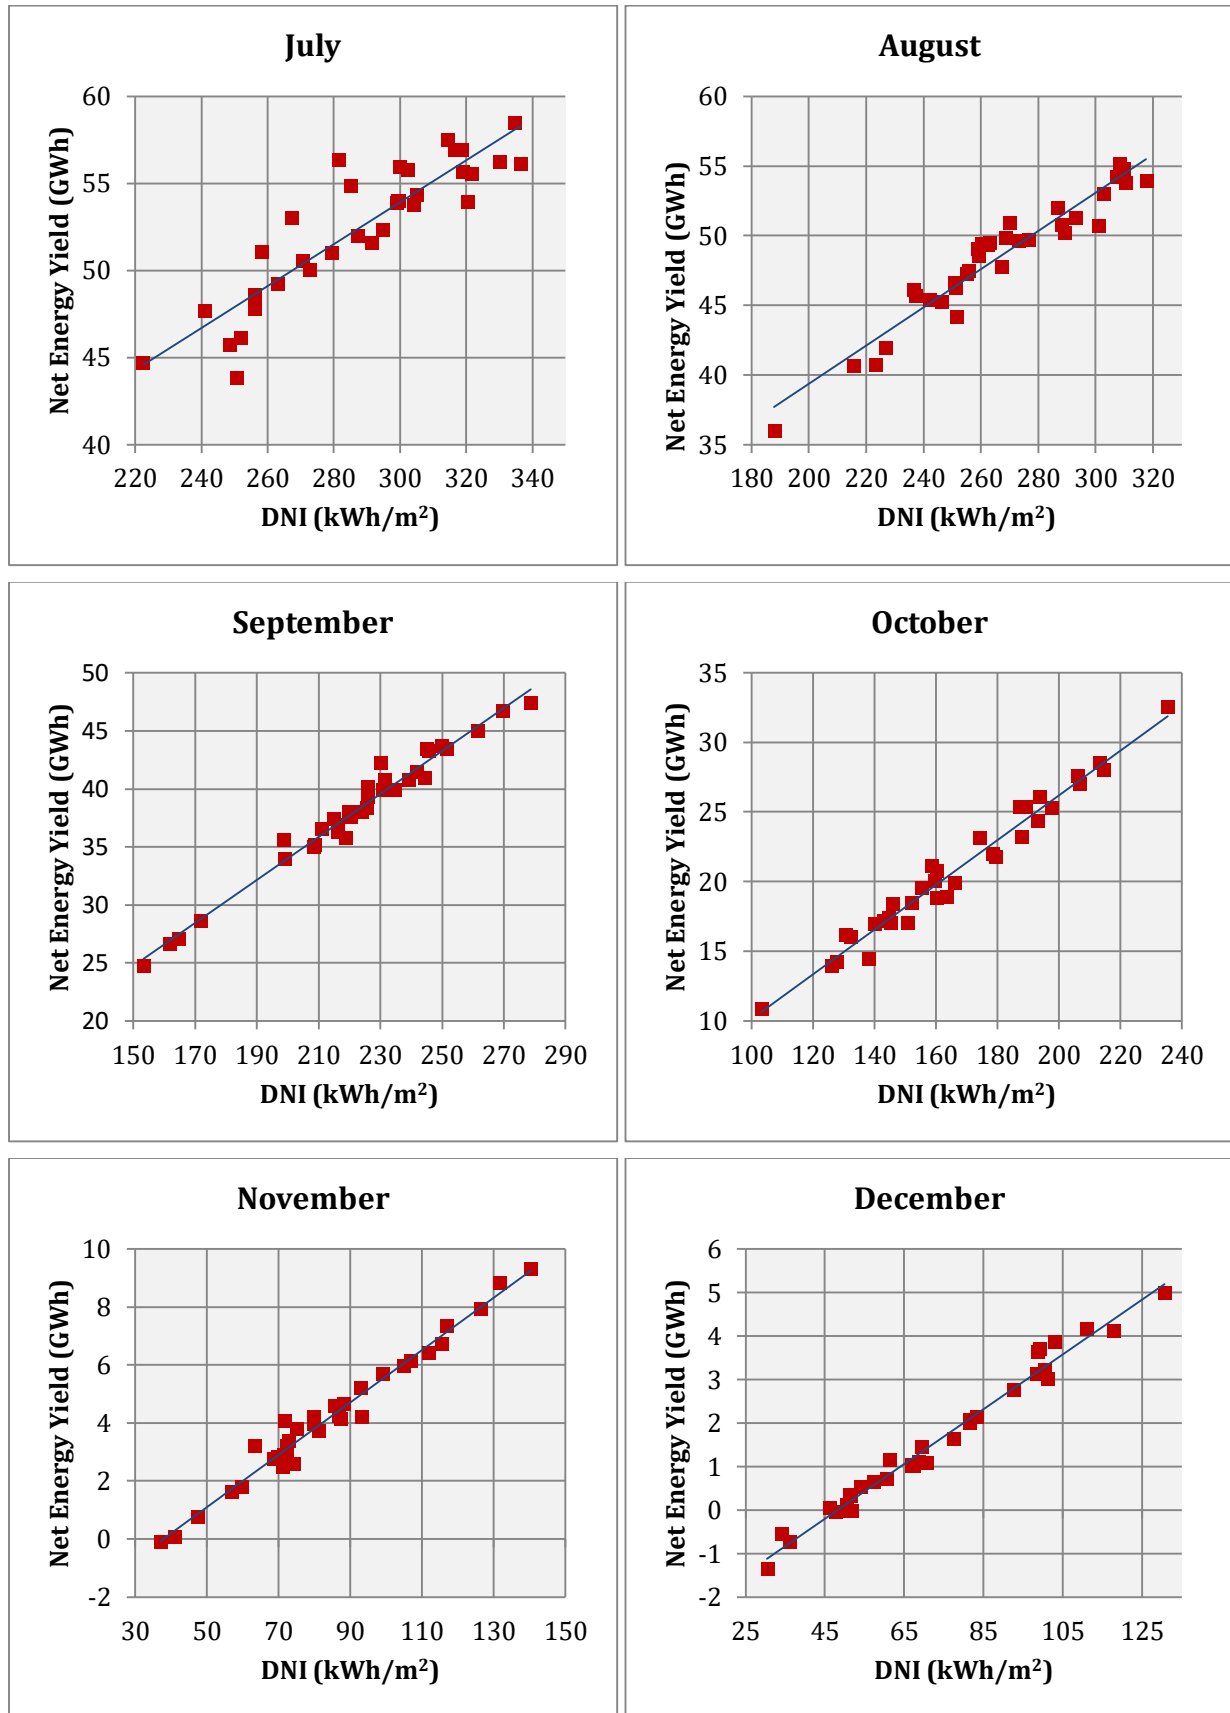 July
Net Energy Yield (GWh)
60
55
50
45
40
220 240 260 280 300 320 340
DNI (kWh/m²)
August
Net Energy Yield (GWh)
60
55
50
45
40
35
180 200 220 240 260 280 300 320
DNI (kWh/m²)
September
Net Energy Yield (GWh)
50
45
40
35
30
25
20
150 170 190 210 230 250 270 290
DNI (kWh/m²)
October
Net Energy Yield (GWh)
35
30
25
20
15
10
100 120 140 160 180 200 220 240
DNI (kWh/m²)
November
Net Energy Yield (GWh)
10
8
6
4
2
0
-2
30 50 70 90 110 130 150
DNI (kWh/m²)
December
Net Energy Yield (GWh)
6
5
4
3
2
1
0
-1
-2
25 45 65 85 105 125
DNI (kWh/m²)